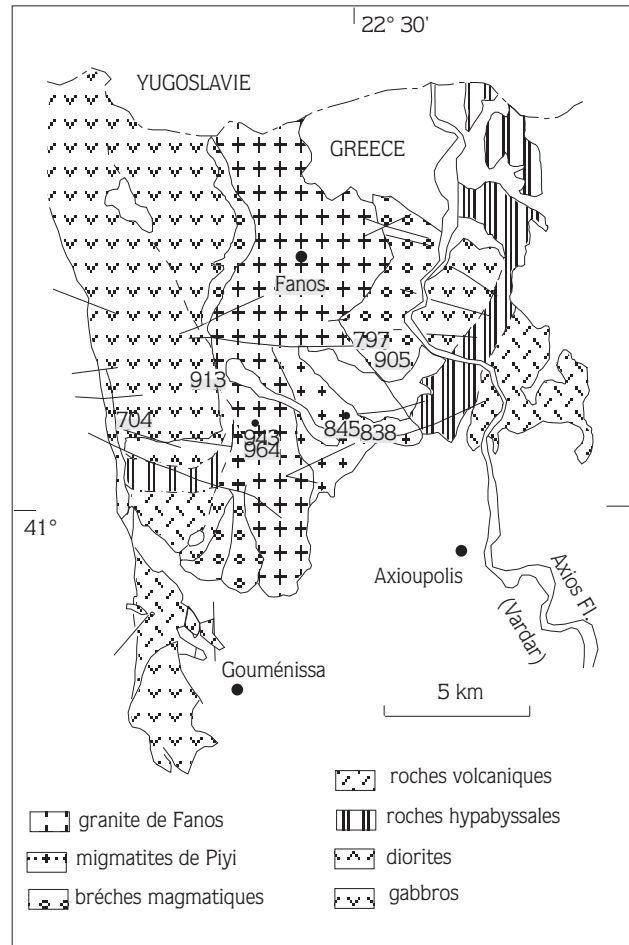 22° 30'
YUGOSLAVIE
GREECE
Fanos
797
905
913
704
845 838
943
964
41°
Axioupolis
Axios Fl.
(Vardar)
Gouménissa
5 km
roches volcaniques
granite de Fanos
roches hypabyssales
migmatites de Piyi
diorites
bréches magmatiques
gabbros